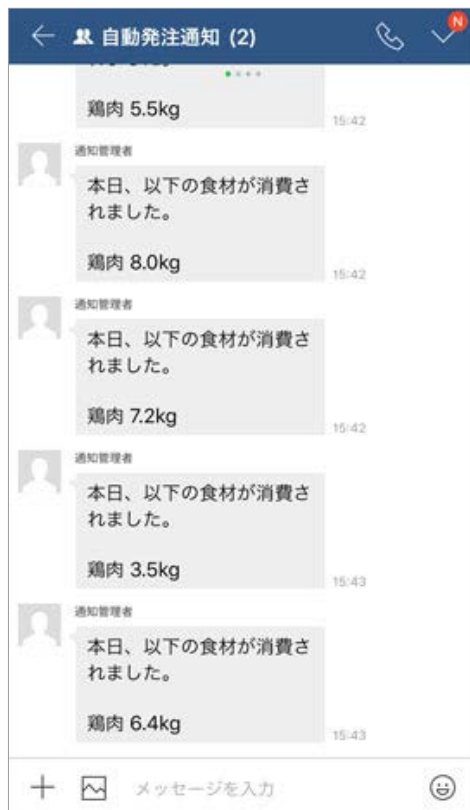 自動発注通知 (2)
N
鶏肉 5.5kg
15:42
通知管理者
本日、以下の食材が消費さ
れました。
鶏肉 8.0kg
15:42
通知管理者
本日、以下の食材が消費さ
れました。
鶏肉 7.2kg
15:42
通知管理者
本日、以下の食材が消費さ
れました。
鶏肉 3.5kg
15:43
通知管理者
本日、以下の食材が消費さ
れました。
鶏肉 6.4kg
15:43
メッセージを入力